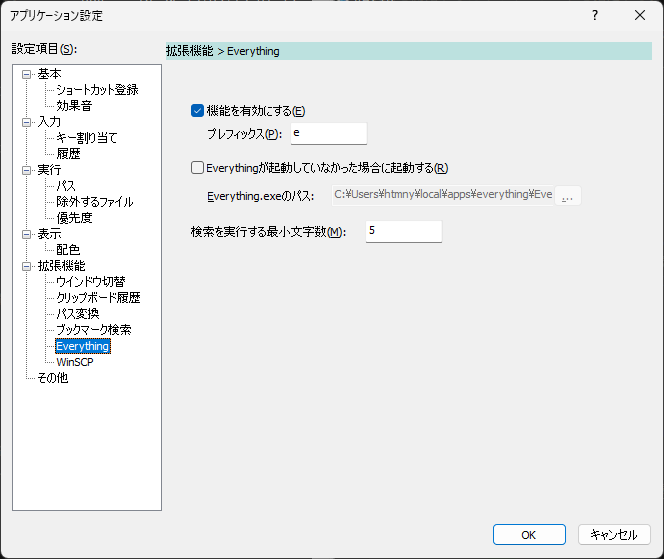 アプリケーション設定
?
設定項目(S):
基本
ショートカット登録
効果音
入力
キー割り当て
履歴
実行
パス
除外するファイル
優先度
表示
配色
拡張機能
ウインドウ切替
クリップボード履歴
パス変換
ブックマーク検索
Everything
WinSCP
その他
拡張機能 > Everything
機能を有効にする(E)
プレフィックス(P): e
Everythingが起動していなかった場合に起動する(R)
Everything.exeのパス: C:¥Users¥htmny¥local¥apps¥everything¥Eve ...
検索を実行する最小文字数(M): 5
OK キャンセル